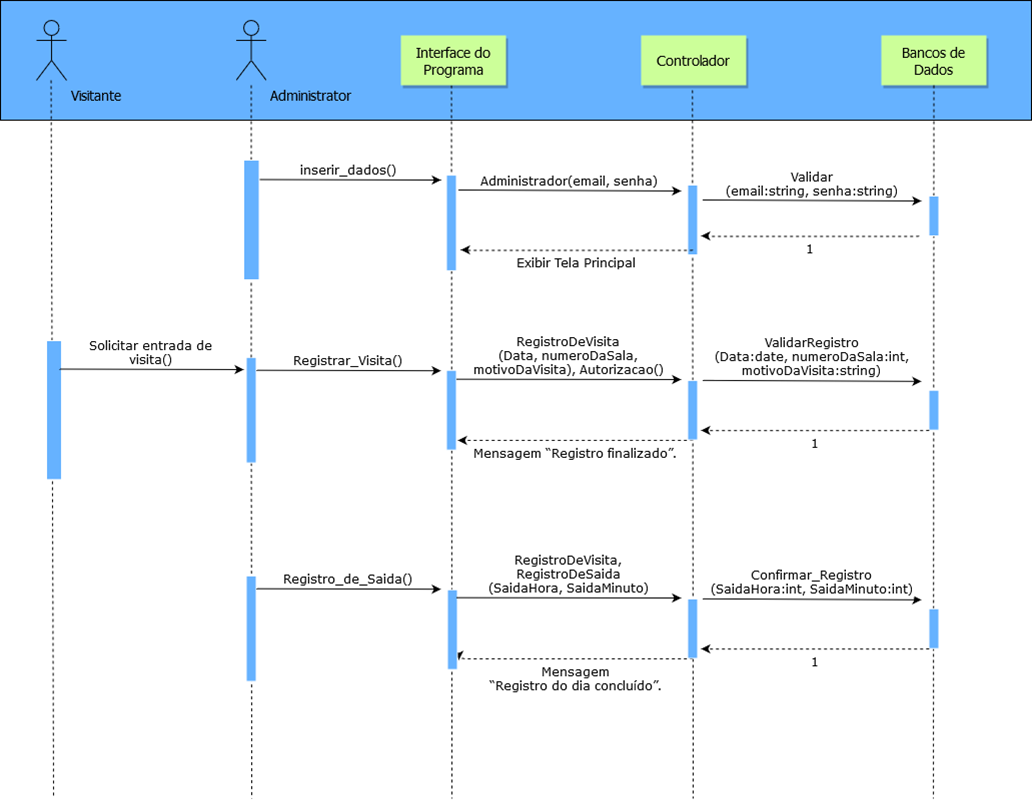 Visitante
Administrator
Interface do
Programa
Controlador
Bancos de
Dados
inserir_dados()
Administrador(email, senha)
Validar
(email:string, senha:string)
1
Exibir Tela Principal
Solicitar entrada de
visita()
Registrar_Visita()
RegistroDeVisita
(Data, numeroDaSala,
motivoDaVisita), Autorizacao()
ValidarRegistro
(Data:date, numeroDaSala:int,
motivoDaVisita:string)
1
Mensagem “Registro finalizado”.
Registro_de_Saida()
RegistroDeVisita,
RegistroDeSaida
(SaidaHora, SaidaMinuto)
Confirmar_Registro
(SaidaHora:int, SaidaMinuto:int)
1
Mensagem
“Registro do dia concluído”.